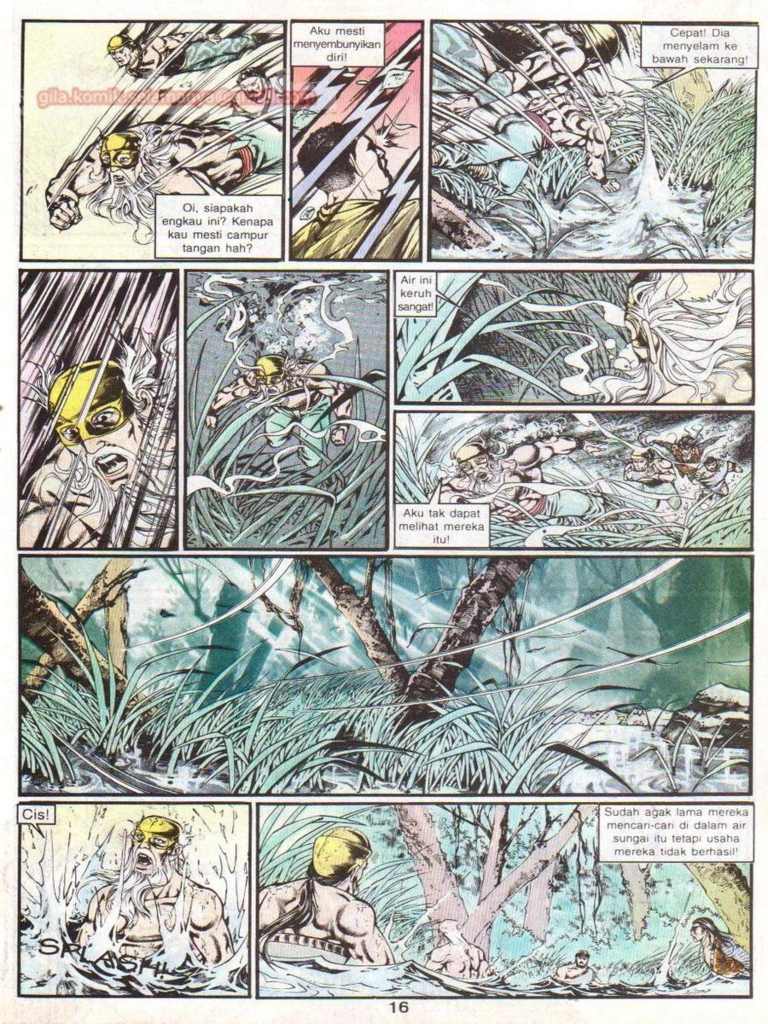 Oi, siapakah
engkau ini? Kenapa
kau mesti campur
tangan hah?
Aku mesti
menyembunyikan
diri!
Cepat! Dia
menyelam ke
bawah sekarang!
Air ini
keruh
sangat!
Aku tak dapat
melihat mereka
itu!
Cis!
SPLASH!
Sudah agak lama mereka
mencari-cari di dalam air
sungai itu tetapi usaha
mereka tidak berhasil!
16